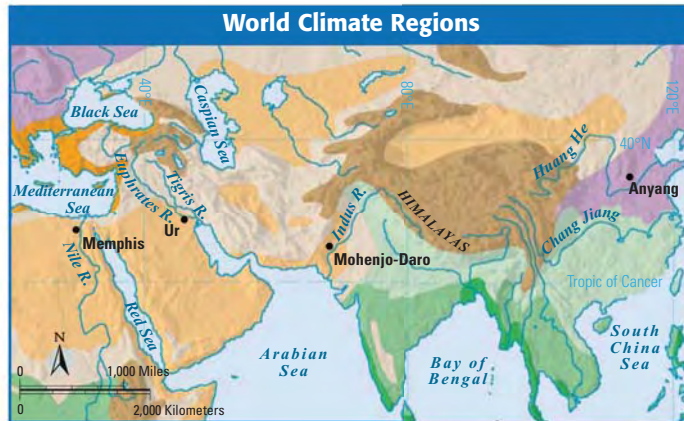 World Climate Regions
40°E
80°E
120°E
Black Sea
Caspian Sea
Huang He
40°N
Mediterranean
Sea
Euphrates R.
Tigris R.
Anyang
Ur
Indus R.
HIMALAYAS
Chang Jiang
Memphis
Mohenjo-Daro
Nile R.
Tropic of Cancer
Red Sea
N
Arabian
Sea
Bay of
Bengal
South
China
Sea
0 1,000 Miles
0 2,000 Kilometers